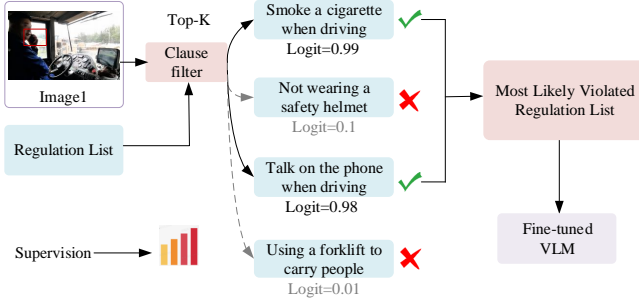 Image1
Regulation List
Supervision
Top-K
Clause
filter
Smoke a cigarette
when driving
Logit=0.99
Not wearing a
safety helmet
Logit=0.1
Talk on the phone
when driving
Logit=0.98
Using a forklift to
carry people
Logit=0.01
Most Likely Violated
Regulation List
Fine-tuned
VLM